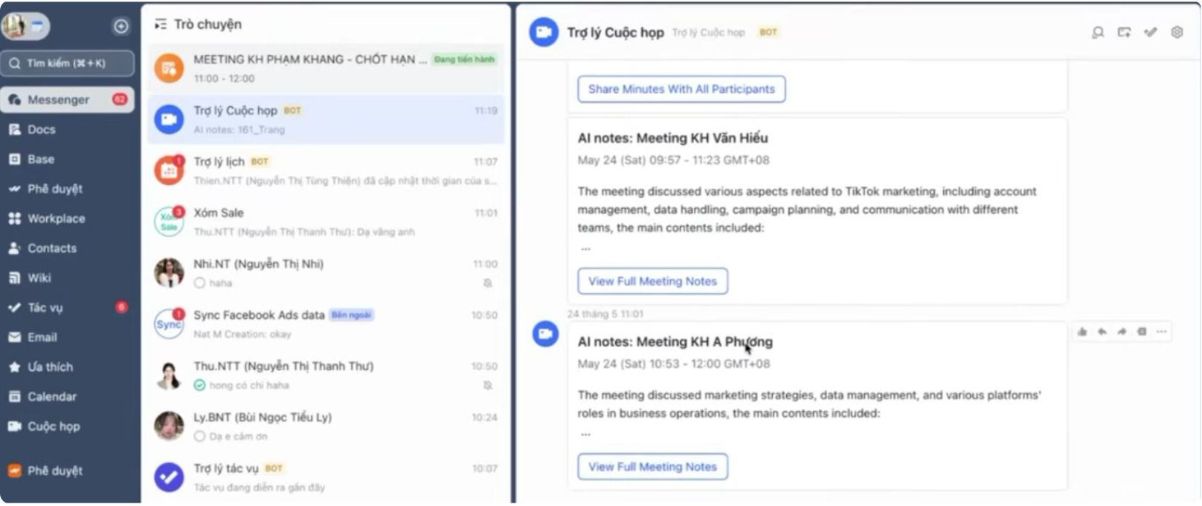 Tìm kiếm (⌘+K)
Messenger
62
Docs
Base
Phê duyệt
Workplace
Contacts
Wiki
Tác vụ
6
Email
Ưa thích
Calendar
Cuộc họp
Phê duyệt
Trò chuyện
MEETING KH PHẠM KHANG - CHỐT HẠN ...
Đang tiến hành
11:00 - 12:00
Trợ lý Cuộc họp BOT
11:19
AI notes: 161_Trang
1
Trợ lý lịch BOT
11:07
Thien.NTT (Nguyễn Thị Tùng Thiện) đã cập nhật thời gian của s...
3
Xóm Sale
Xóm Sale
11:01
Thu.NTT (Nguyễn Thị Thanh Thư): Dạ vâng anh
Nhi.NT (Nguyễn Thị Nhi)
11:00
haha
1
Sync
Sync Facebook Ads data Bên ngoài
10:50
Nat M Creation: okay
Thu.NTT (Nguyễn Thị Thanh Thư)
10:50
hong có chi haha
Ly.BNT (Bùi Ngọc Tiểu Ly)
10:24
Dạ e cảm ơn
Trợ lý tác vụ BOT
10:07
Tác vụ đang diễn ra gần đây
Trợ lý Cuộc họp Trợ lý Cuộc họp BOT
Share Minutes With All Participants
AI notes: Meeting KH Văn Hiếu
May 24 (Sat) 09:57 - 11:23 GMT+08
The meeting discussed various aspects related to TikTok marketing, including account
management, data handling, campaign planning, and communication with different
teams, the main contents included:
...
View Full Meeting Notes
24 tháng 5 11:01
AI notes: Meeting KH A Phương
May 24 (Sat) 10:53 - 12:00 GMT+08
The meeting discussed marketing strategies, data management, and various platforms'
roles in business operations, the main contents included:
...
View Full Meeting Notes